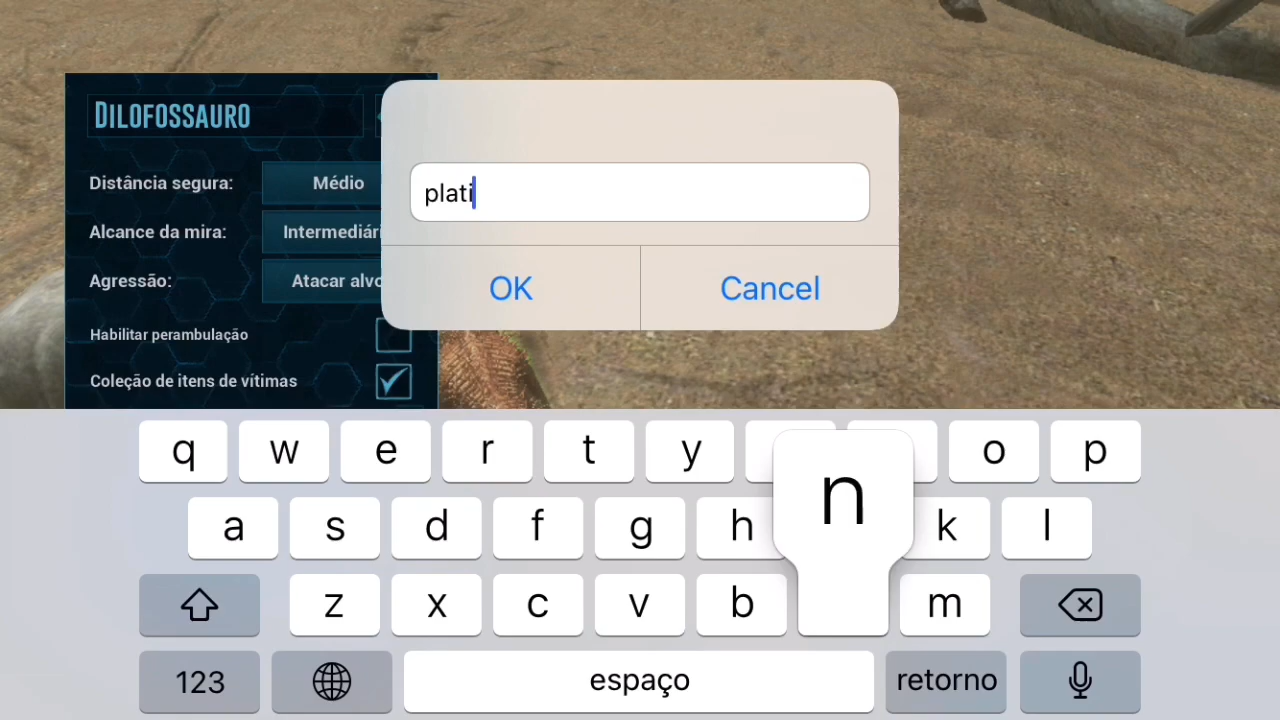 DILOFOSSAURO
Distância segura: Médio
Alcance da mira: Intermediári
Agressão: Atacar alvo
Habilitar perambulação
Coleção de itens de vítimas
plati
OK Cancel
q w e r t y o p
a s d f g h k l
n
z x c v b m
123 espaço retorno